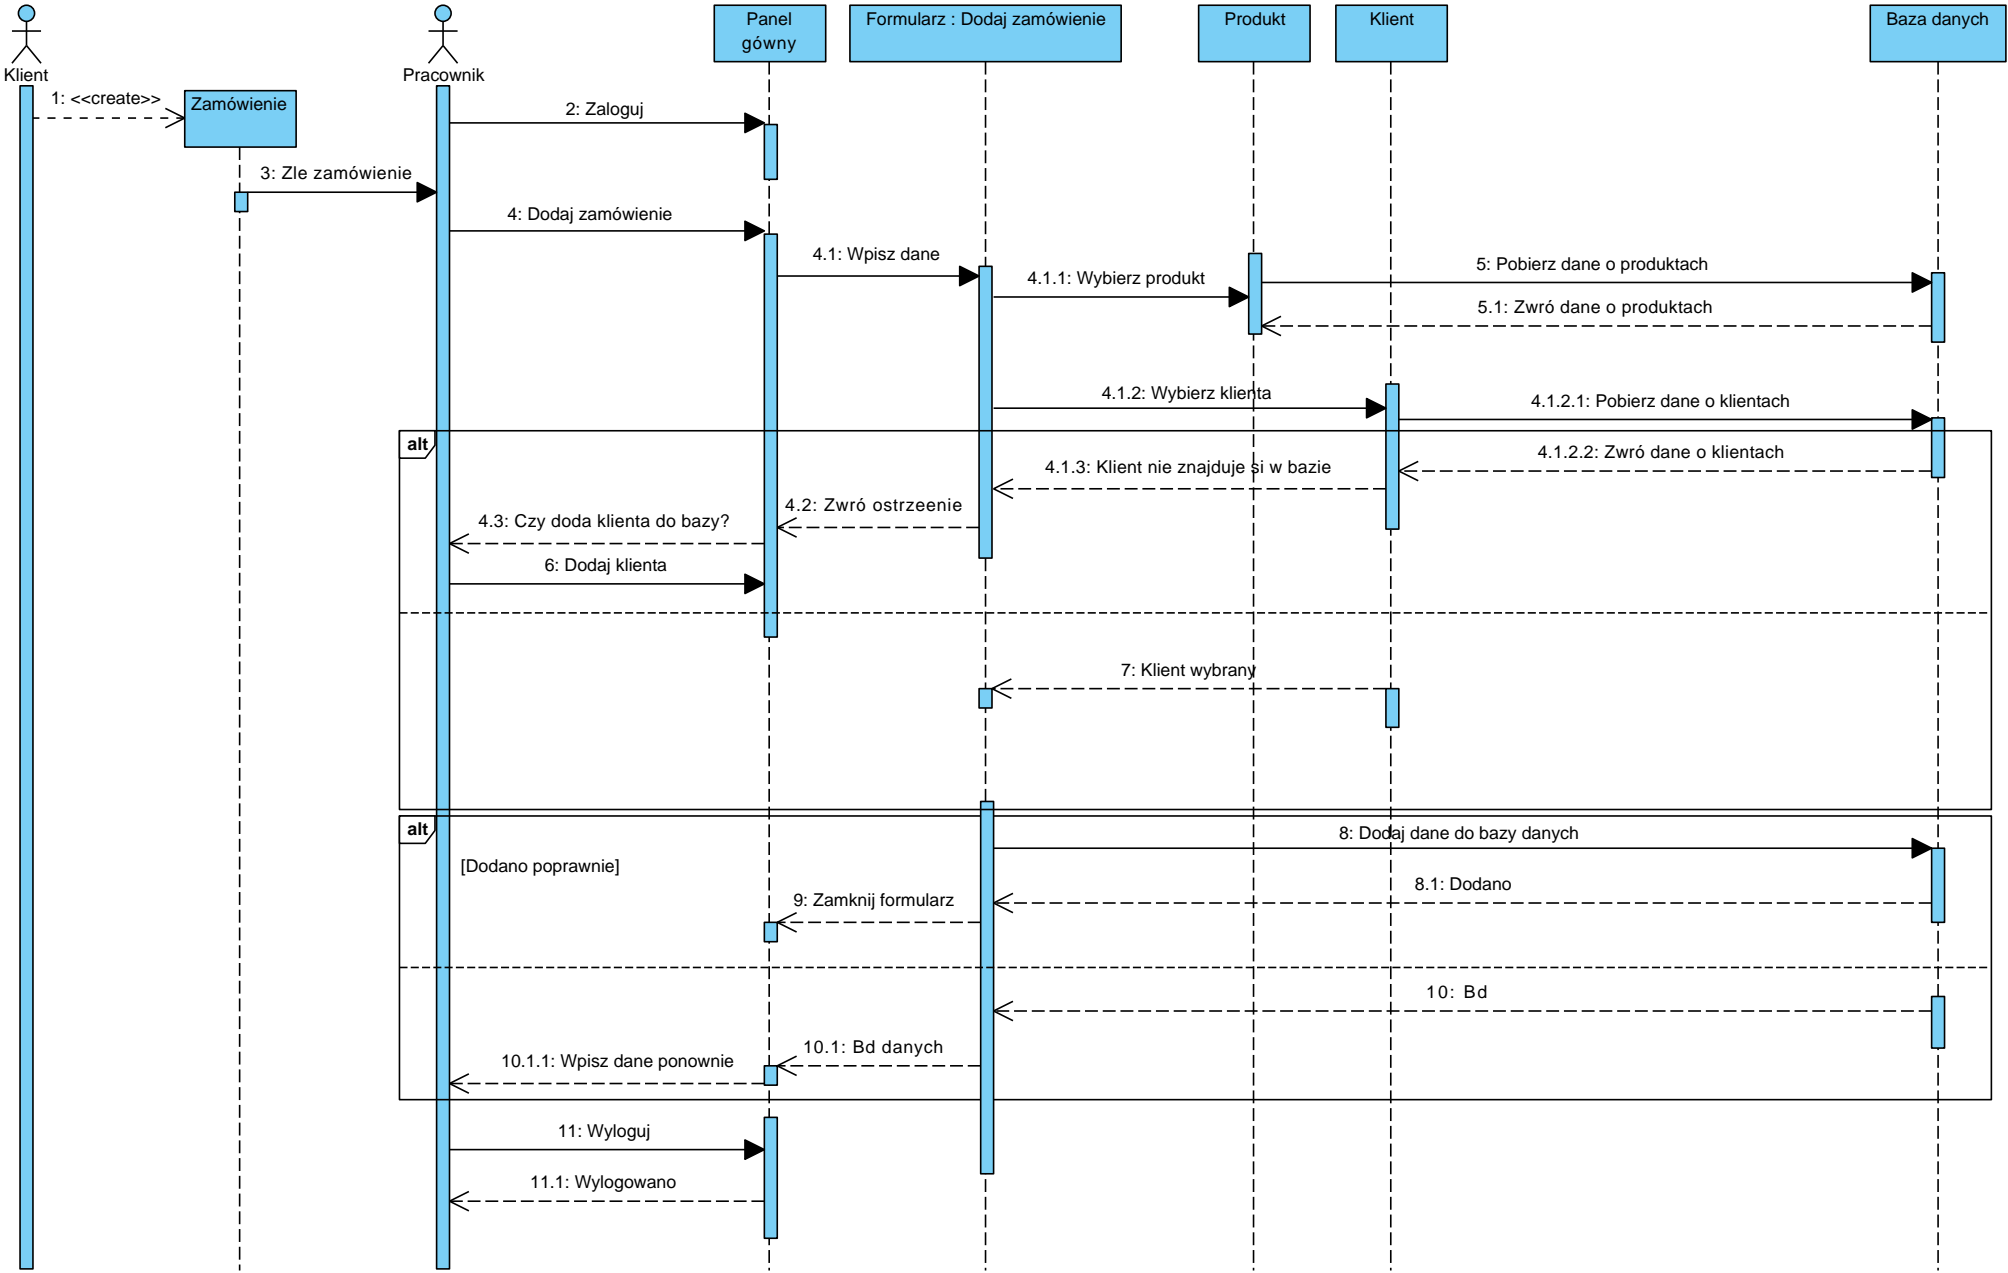 Klient
Pracownik
Panel
gówny
Formularz : Dodaj zamówienie
Produkt
Klient
Baza danych
1: <<create>>
Zamówienie
2: Zaloguj
3: Zle zamówienie
4: Dodaj zamówienie
4.1: Wpisz dane
4.1.1: Wybierz produkt
5: Pobierz dane o produktach
5.1: Zwró dane o produktach
4.1.2: Wybierz klienta
4.1.2.1: Pobierz dane o klientach
alt
4.1.2.2: Zwró dane o klientach
4.1.3: Klient nie znajduje si w bazie
4.2: Zwró ostrzeenie
4.3: Czy doda klienta do bazy?
6: Dodaj klienta
7: Klient wybrany
alt
8: Dodaj dane do bazy danych
[Dodano poprawnie]
8.1: Dodano
9: Zamknij formularz
10: Bd
10.1: Bd danych
10.1.1: Wpisz dane ponownie
11: Wyloguj
11.1: Wylogowano